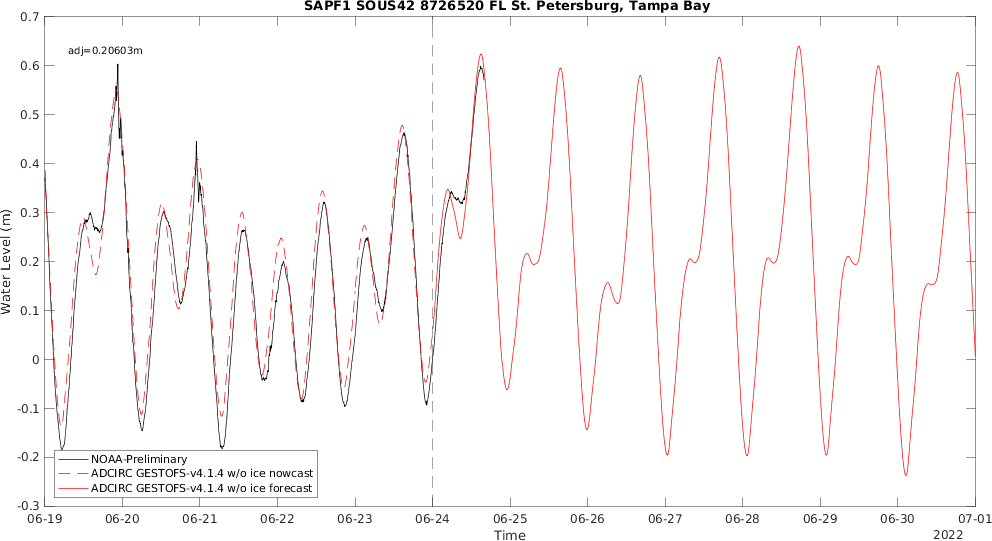 SAPF1 SOUS42 8726520 FL St. Petersburg, Tampa Bay
adj=0.20603m
0.7
0.6
0.5
0.4
0.3
0.2
0.1
0
-0.1
-0.2
-0.3
Water Level (m)
NOAA-Preliminary
ADCIRC GESTOFS-v4.1.4 w/o ice nowcast
ADCIRC GESTOFS-v4.1.4 w/o ice forecast
06-19 06-20 06-21 06-22 06-23 06-24 06-25 06-26 06-27 06-28 06-29 06-30 07-01
Time
2022